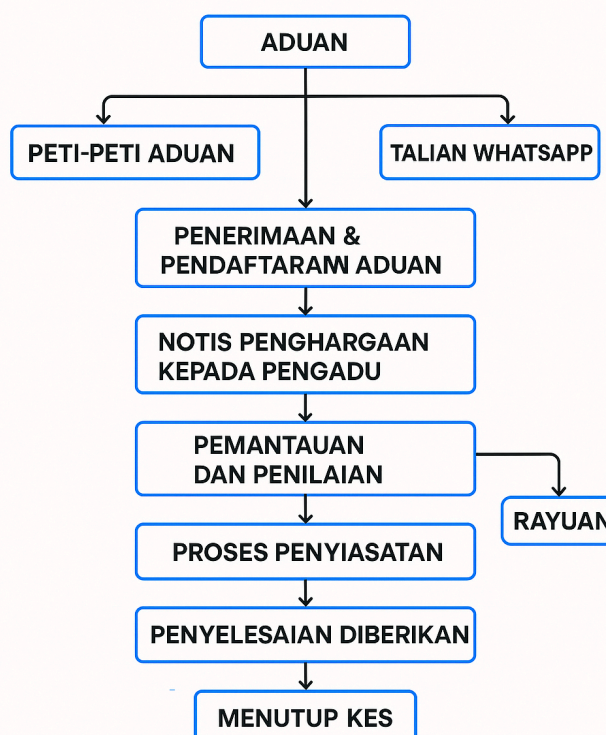 ADUAN
PETI-PETI ADUAN
TALIAN WHATSAPP
PENERIMAAN &
PENDAFTARAN ADUAN
NOTIS PENGHARGAAN
KEPADA PENGADU
PEMANTAUAN
DAN PENILAIAN
RAYUAN
PROSES PENYIASATAN
PENYELESAIAN DIBERIKAN
MENUTUP KES